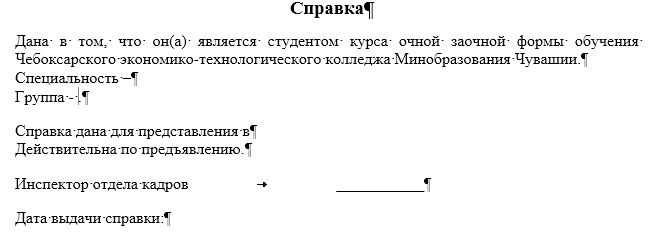 Справка¶
Дана в том, что он(а) является студентом курса очной заочной формы обучения
Чебоксарского экономико-технологического колледжа Минобразования Чувашии.¶
Специальность –¶
Группа - .¶
Справка дана для представления в¶
Действительна по предъявлению.¶
Инспектор отдела кадров → ___________¶
Дата выдачи справки:¶